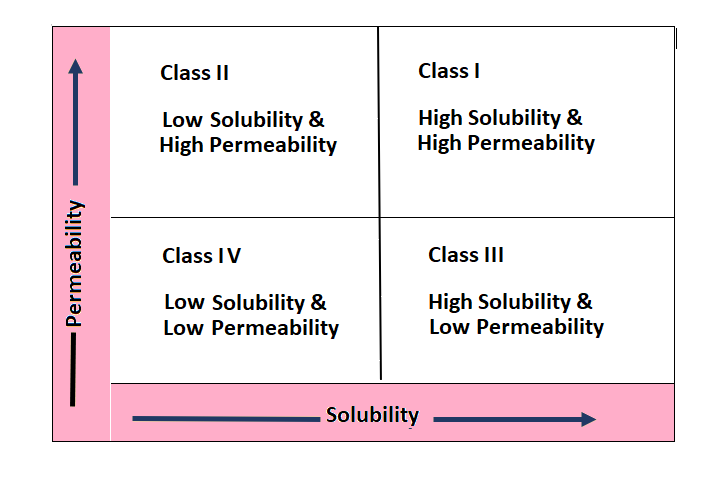 Class II
Low Solubility &
High Permeability
Class I
High Solubility &
High Permeability
Class IV
Low Solubility &
Low Permeability
Class III
High Solubility &
Low Permeability
Permeability
Solubility